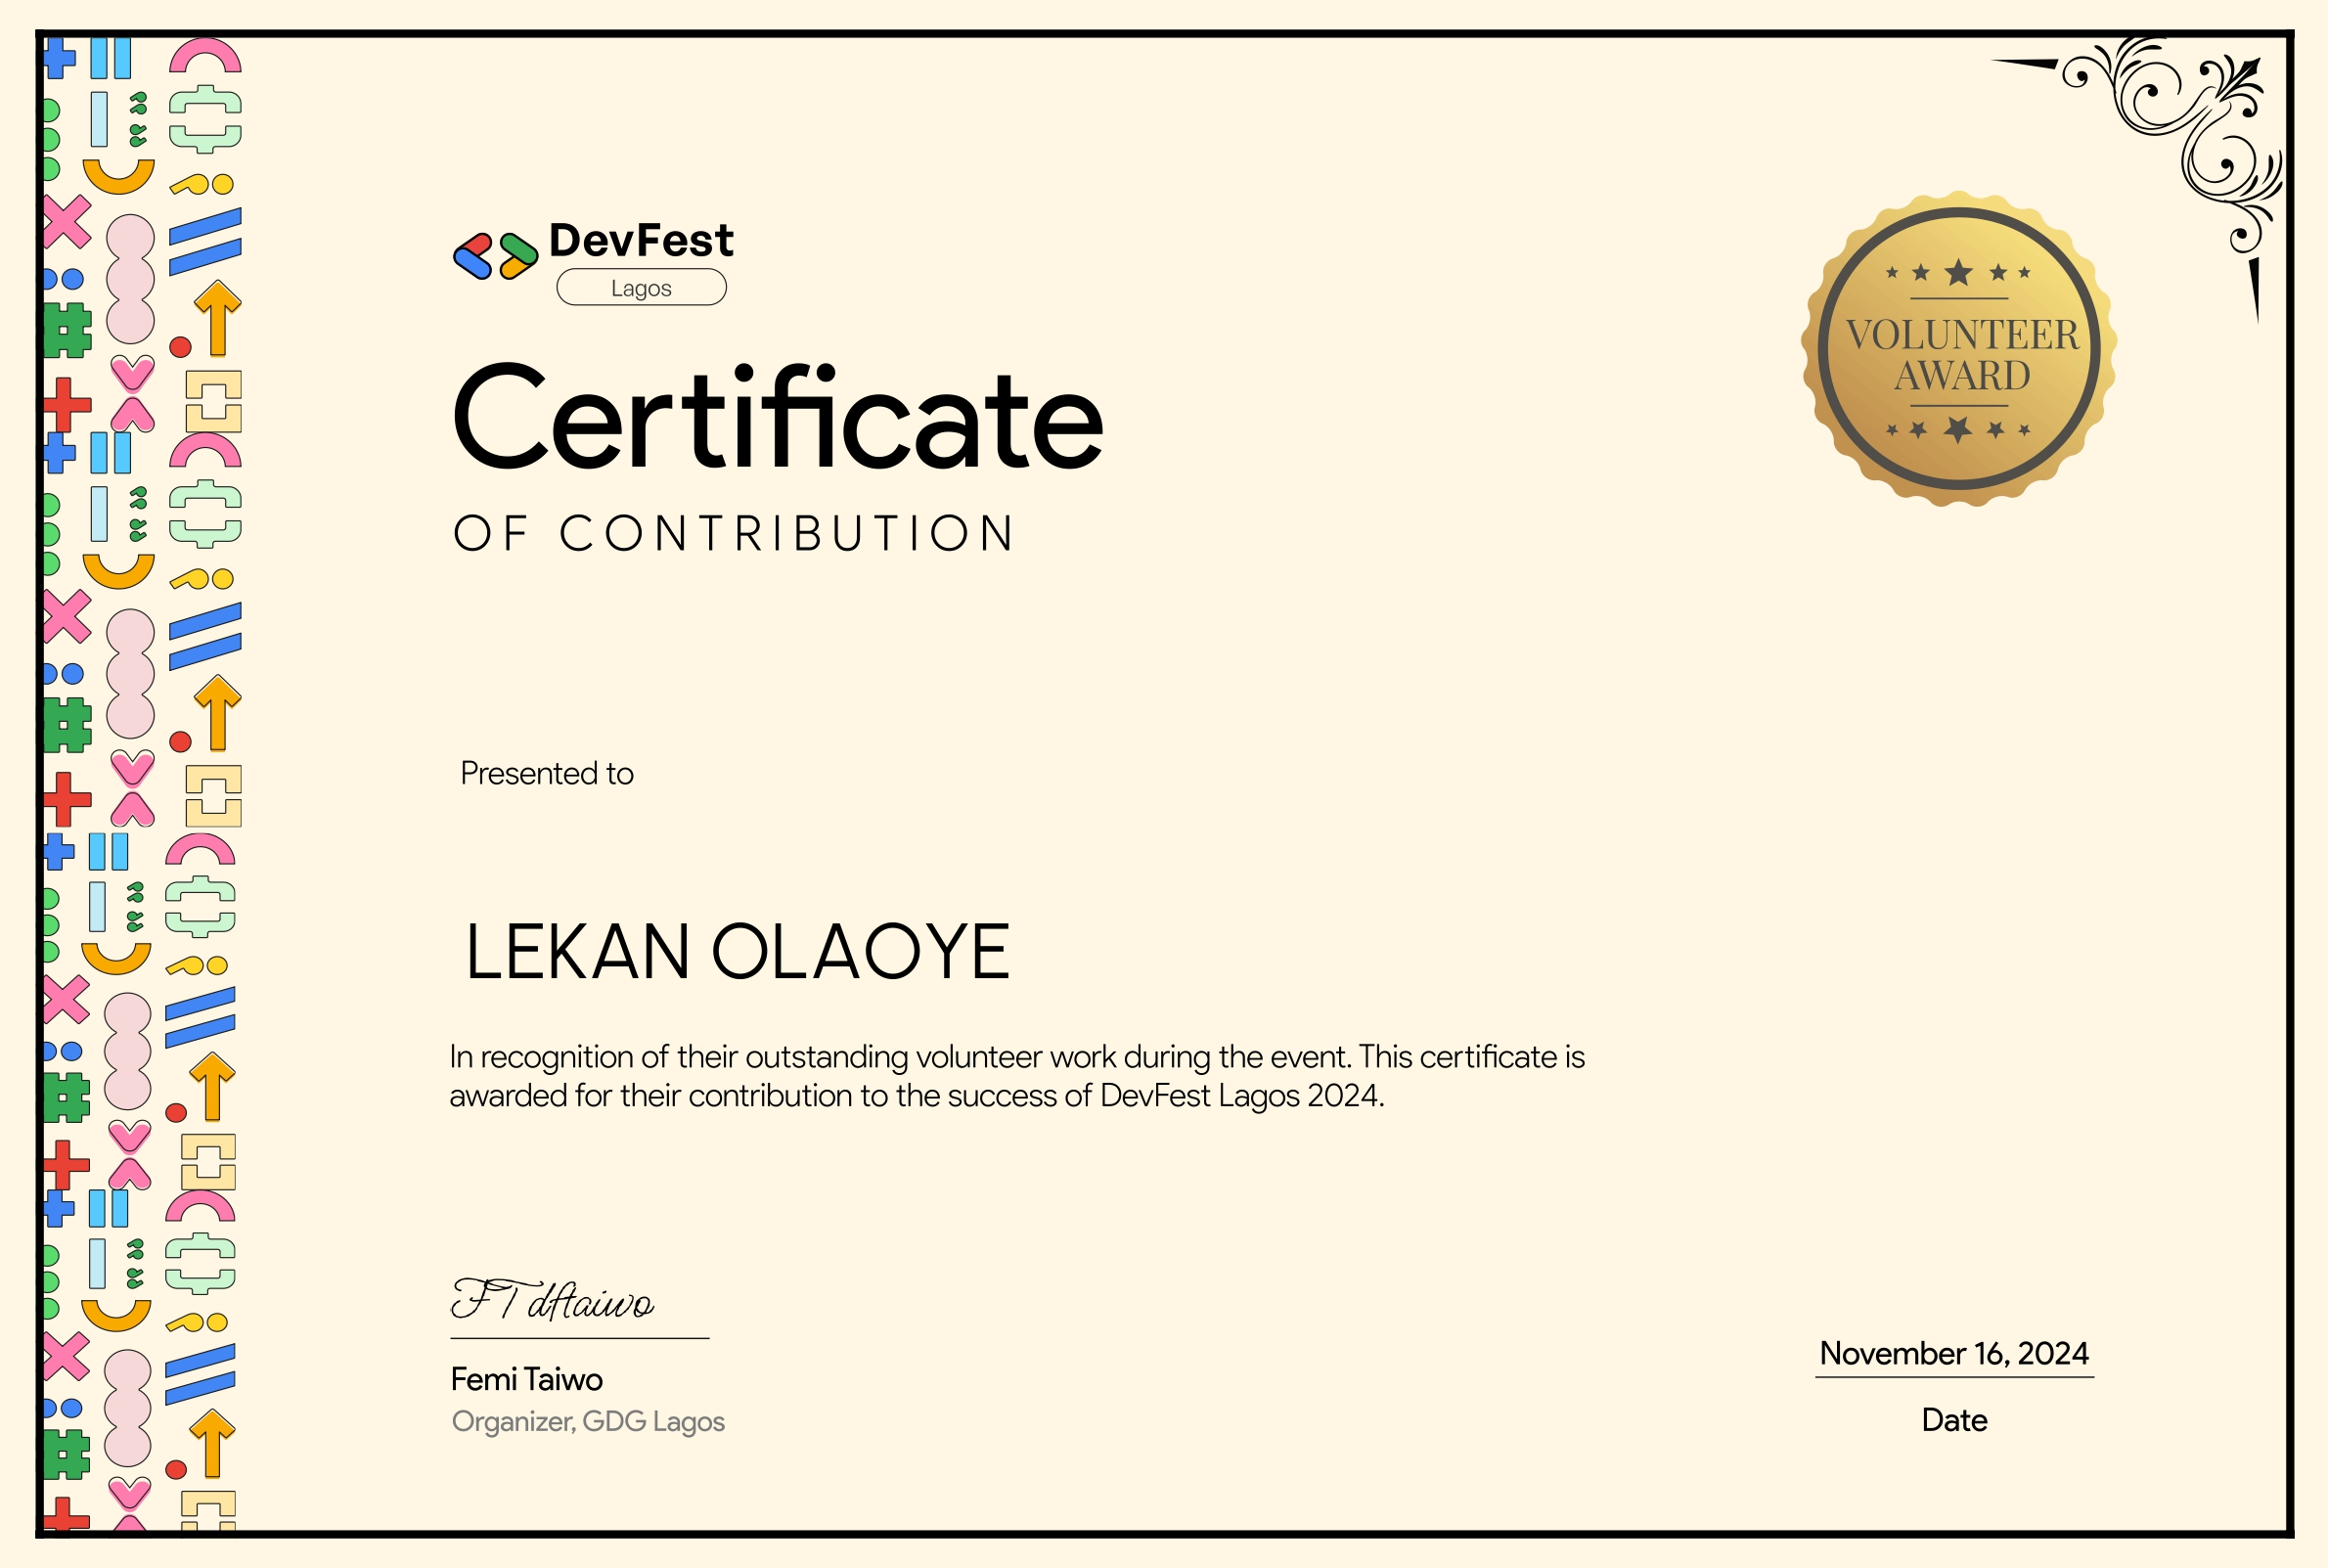 DevFest
Lagos
VOLUNTEER
AWARD
Certificate
OF CONTRIBUTION
Presented to
LEKAN OLAOYE
In recognition of their outstanding volunteer work during the event. This certificate is
awarded for their contribution to the success of DevFest Lagos 2024.
Femi Taiwo
Organizer, GDG Lagos
November 16, 2024
Date